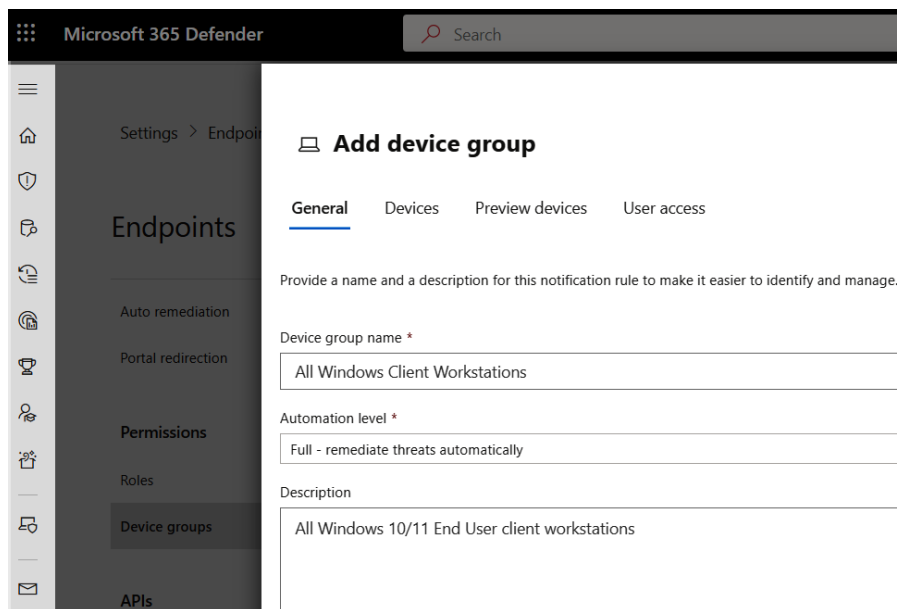 Microsoft 365 Defender
Search
Settings > Endpoi
Endpoints
Auto remediation
Portal redirection
Permissions
Roles
Device groups
APIs
Add device group
General Devices Preview devices User access
Provide a name and a description for this notification rule to make it easier to identify and manage.
Device group name *
All Windows Client Workstations
Automation level *
Full - remediate threats automatically
Description
All Windows 10/11 End User client workstations